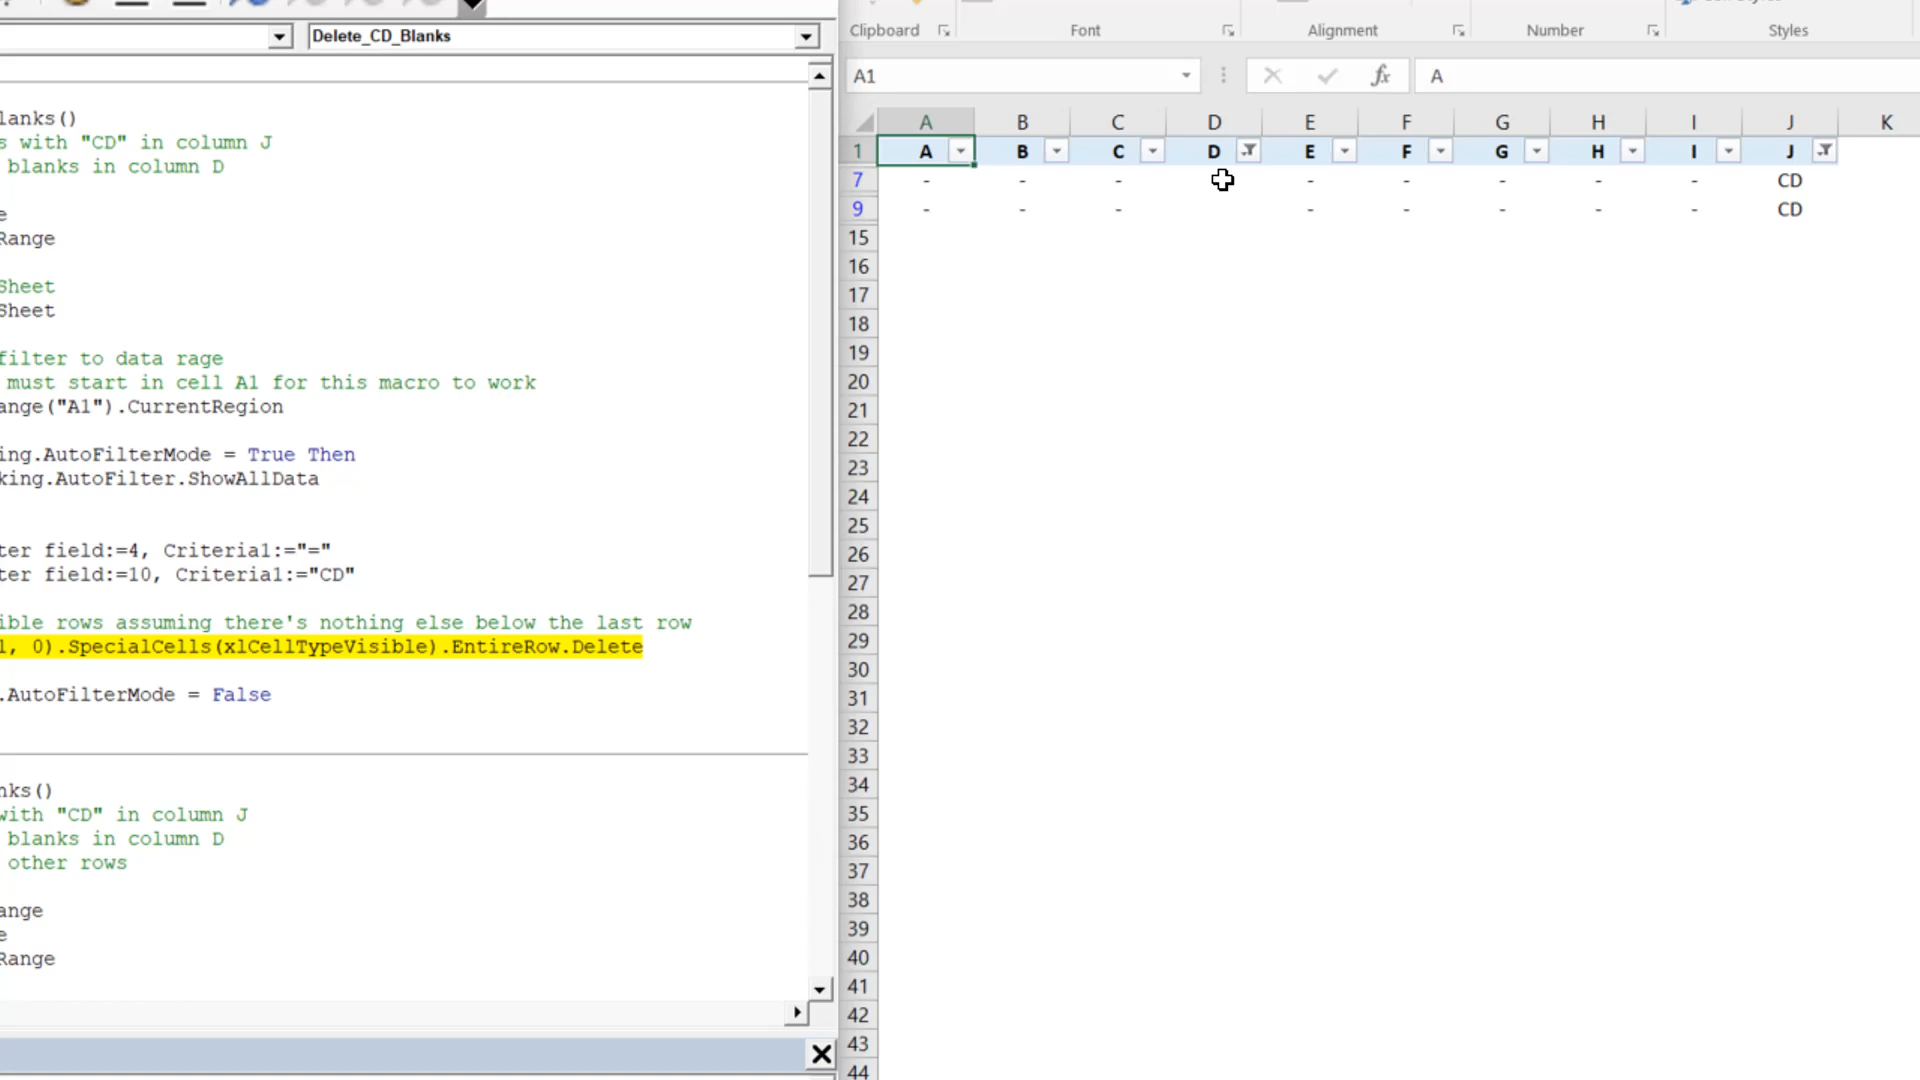 Delete_CD_Blanks
lanks()
s with "CD" in column J
blanks in column D
e
Range
Sheet
Sheet
filter to data rage
must start in cell A1 for this macro to work
ange("A1").CurrentRegion
ing.AutoFilterMode = True Then
king.AutoFilter.ShowAllData
ter field:=4, Criteria1:="="
ter field:=10, Criteria1:="CD"
ible rows assuming there's nothing else below the last row
1, 0).SpecialCells(xlCellTypeVisible).EntireRow.Delete
.AutoFilterMode = False
nks()
with "CD" in column J
blanks in column D
other rows
ange
e
Range
Clipboard Font Alignment Number Styles
A1 fx A
A B C D E F G H I J K
1 A B C D E F G H I J
7 - - - - - - - - CD
9 - - - - - - - - CD
15
16
17
18
19
20
21
22
23
24
25
26
27
28
29
30
31
32
33
34
35
36
37
38
39
40
41
42
43
44